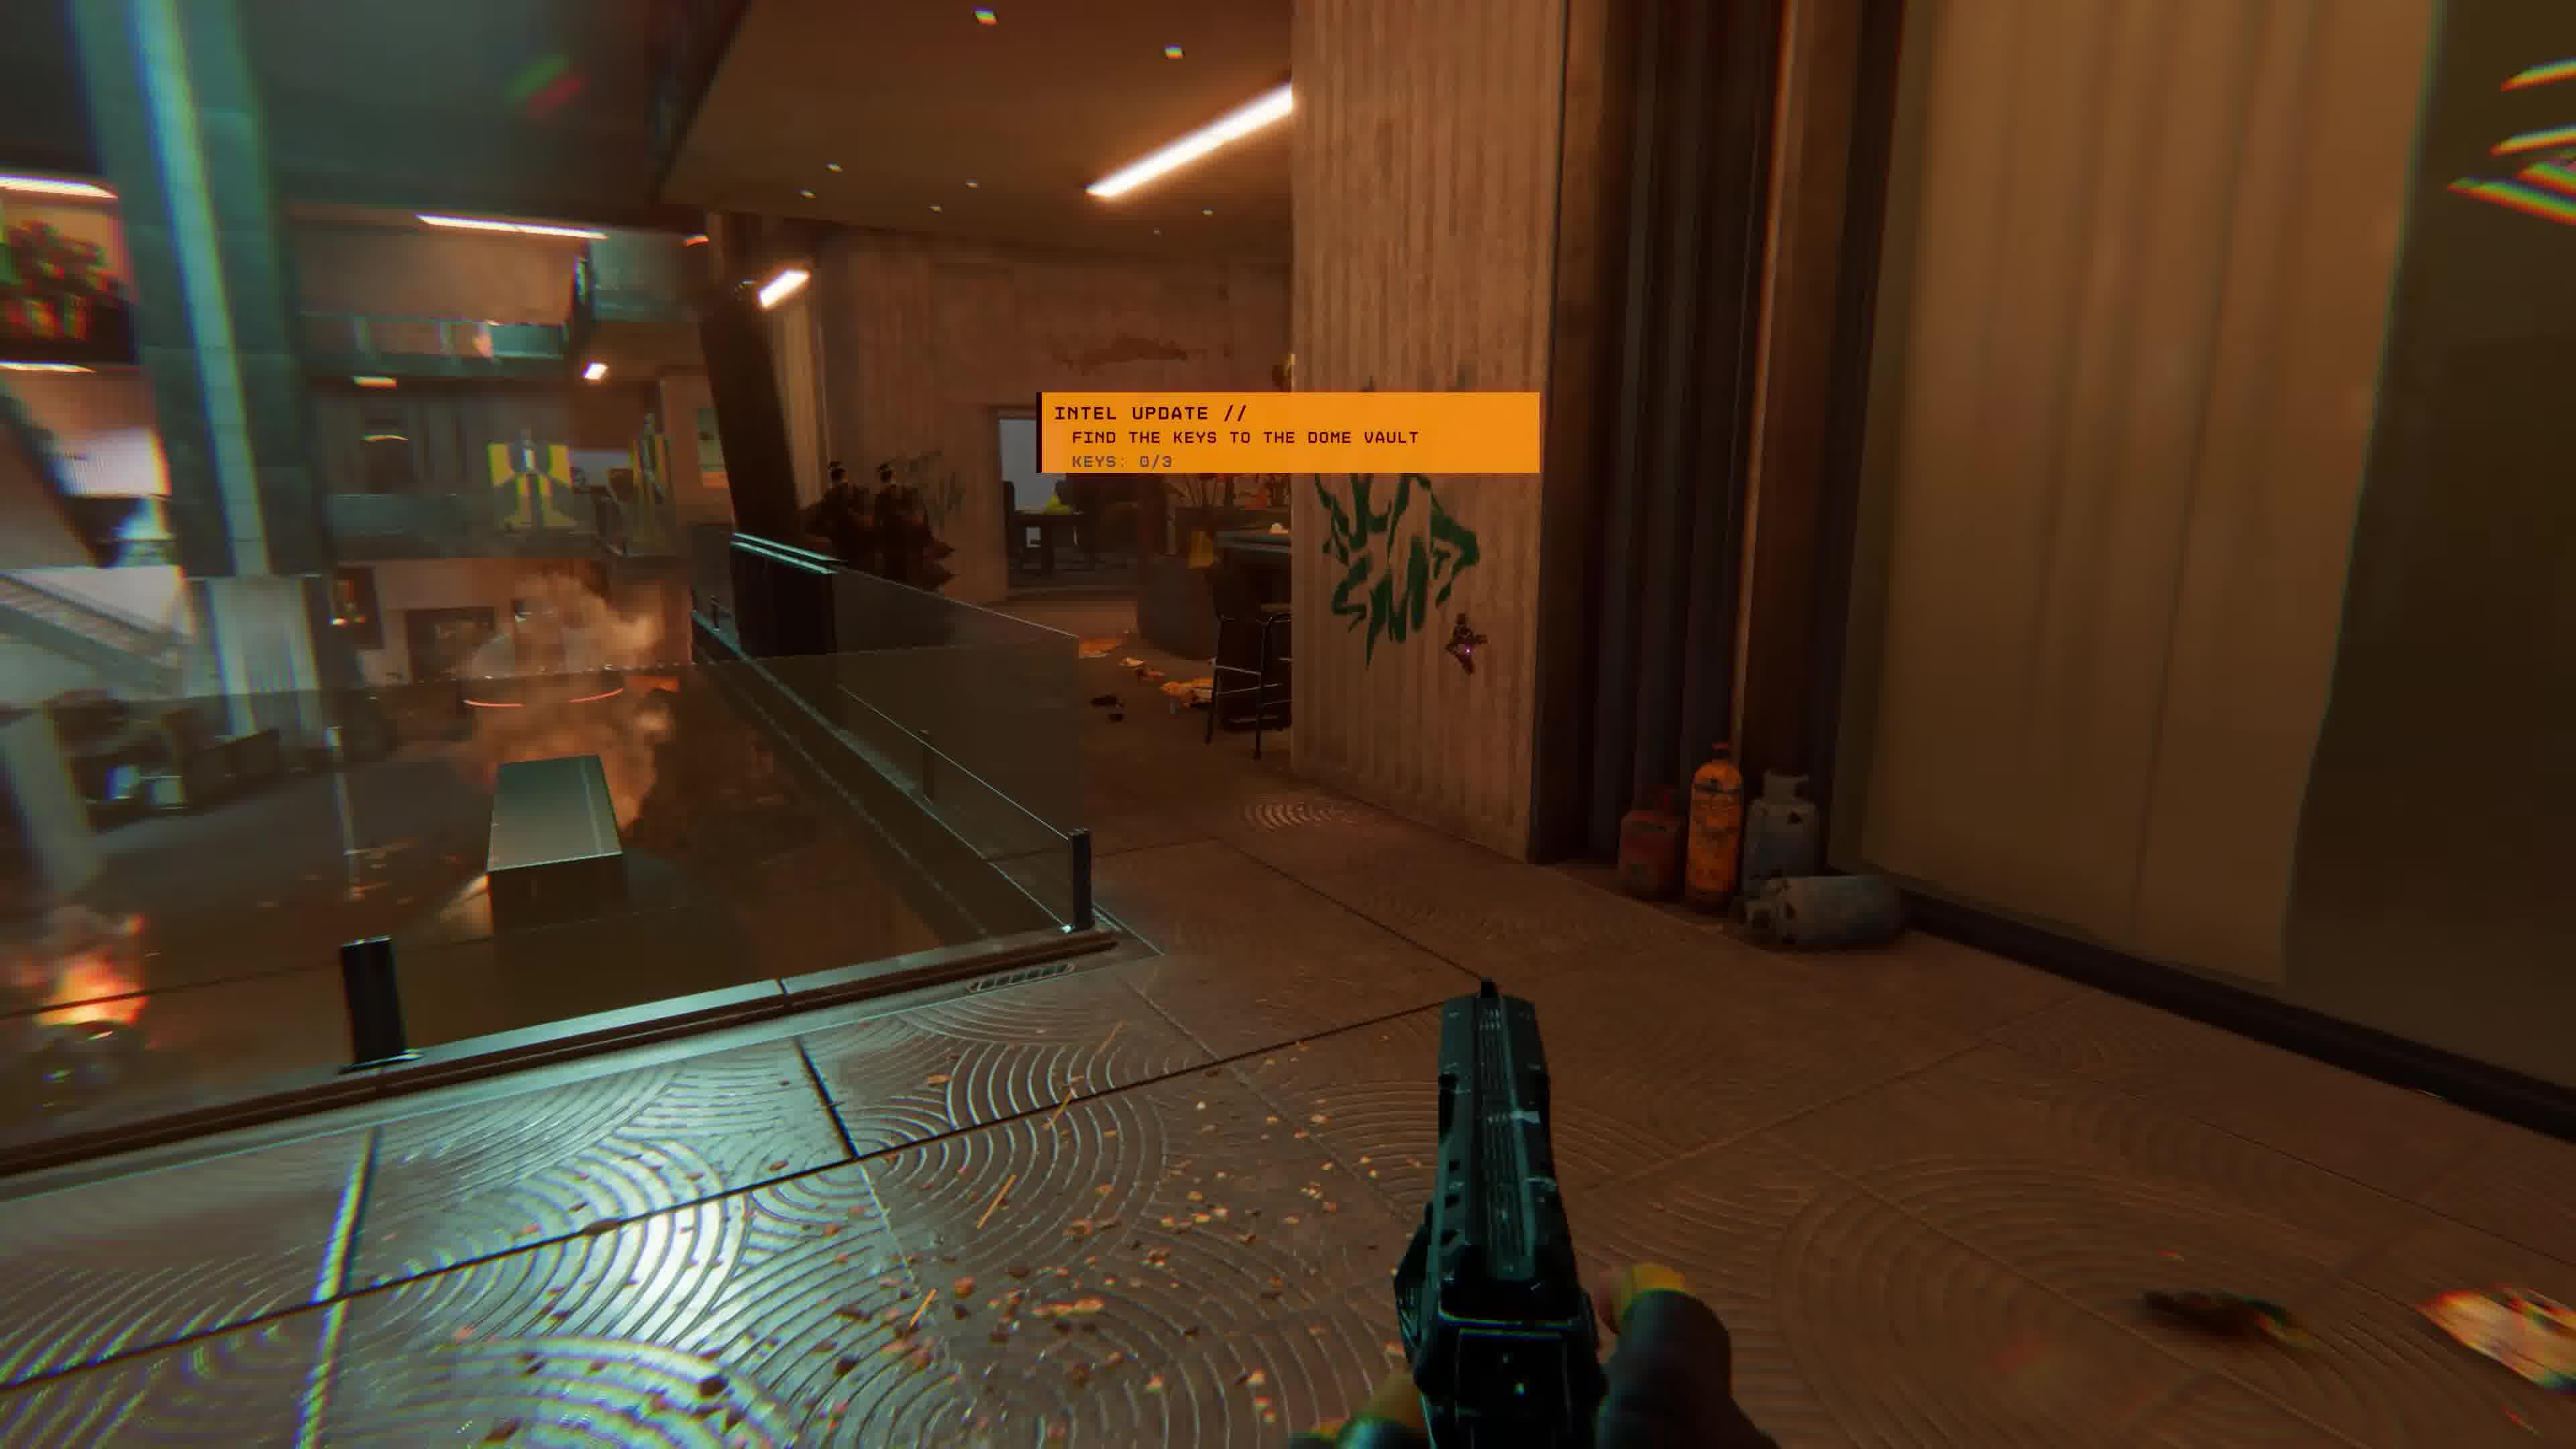 INTEL UPDATE //
FIND THE KEYS TO THE DOME VAULT
KEYS: 0/3